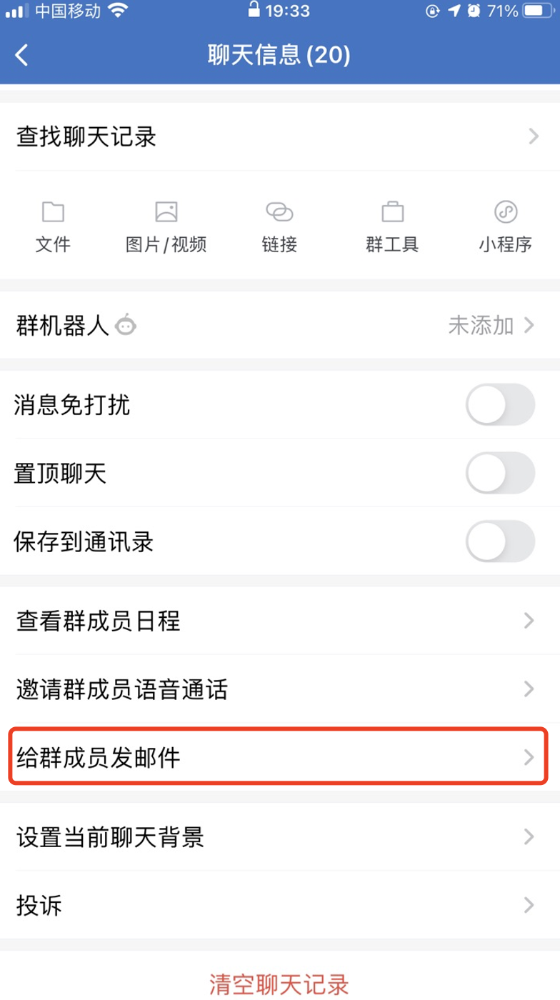 中国移动 19:33 71%
聊天信息(20)
查找聊天记录
文件 图片/视频 链接 群工具 小程序
群机器人 未添加
消息免打扰
置顶聊天
保存到通讯录
查看群成员日程
邀请群成员语音通话
给群成员发邮件
设置当前聊天背景
投诉
清空聊天记录